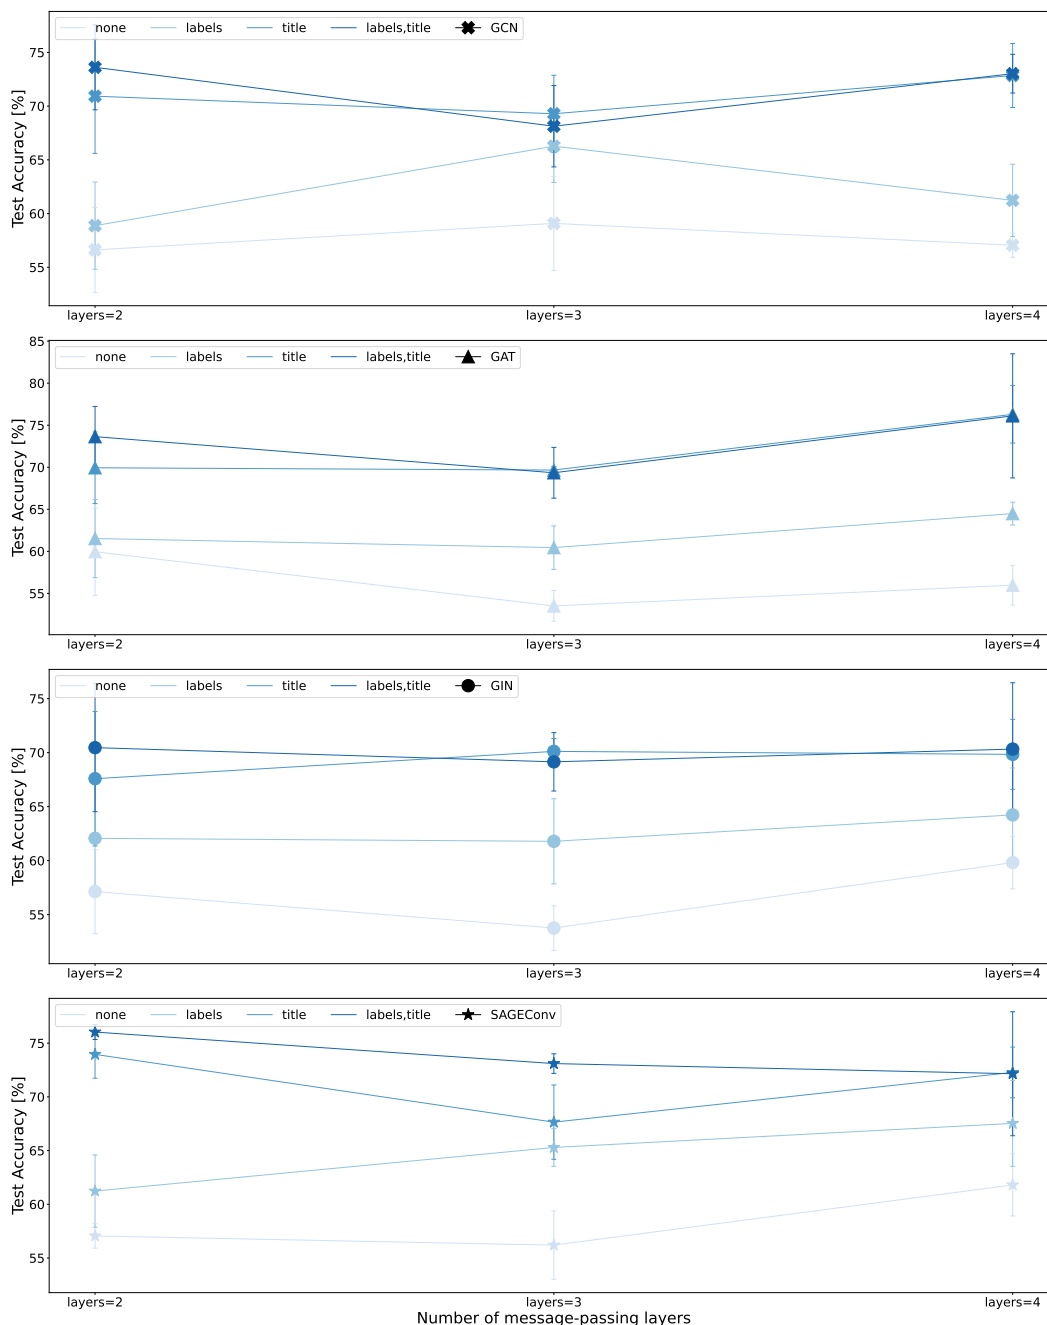 none labels title labels,title GCN
Test Accuracy [%]
75
70
65
60
55
layers=2 layers=3 layers=4
none labels title labels,title GAT
Test Accuracy [%]
85
80
75
70
65
60
55
layers=2 layers=3 layers=4
none labels title labels,title GIN
Test Accuracy [%]
75
70
65
60
55
layers=2 layers=3 layers=4
none labels title labels,title SAGEConv
Test Accuracy [%]
75
70
65
60
55
layers=2 layers=3 layers=4
Number of message-passing layers